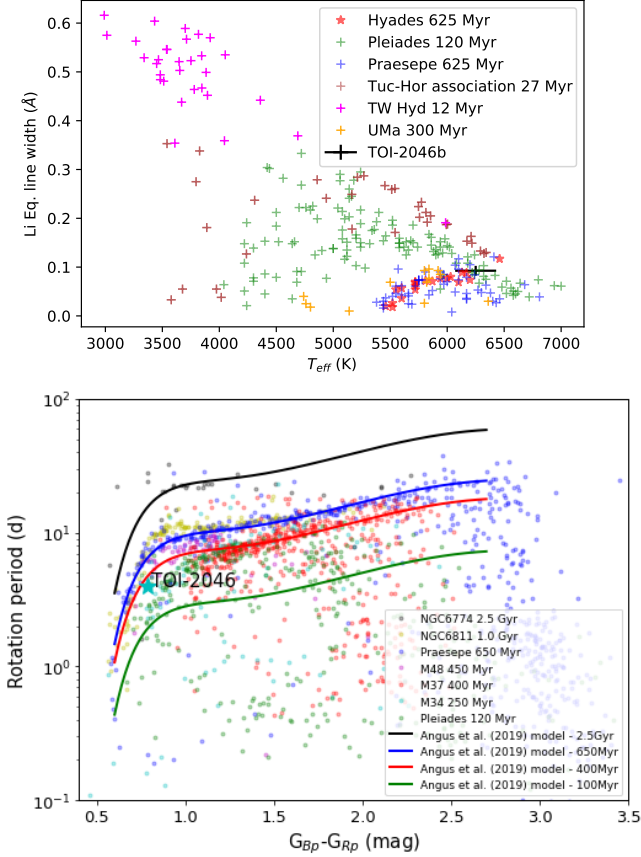 0.6
0.5
0.4
0.3
0.2
0.1
0.0
Li Eq. line width (Å)
Hyades 625 Myr
Pleiades 120 Myr
Praesepe 625 Myr
Tuc-Hor association 27 Myr
TW Hyd 12 Myr
UMa 300 Myr
TOI-2046b
3000 3500 4000 4500 5000 5500 6000 6500 7000
T_eff (K)
10^2
10^1
10^0
10^-1
Rotation period (d)
TOI-2046
NGC6774 2.5 Gyr
NGC6811 1.0 Gyr
Praesepe 650 Myr
M48 450 Myr
M37 400 Myr
M34 250 Myr
Pleiades 120 Myr
Angus et al. (2019) model - 2.5Gyr
Angus et al. (2019) model - 650Myr
Angus et al. (2019) model - 400Myr
Angus et al. (2019) model - 100Myr
0.5 1.0 1.5 2.0 2.5 3.0 3.5
G_Bp-G_Rp (mag)